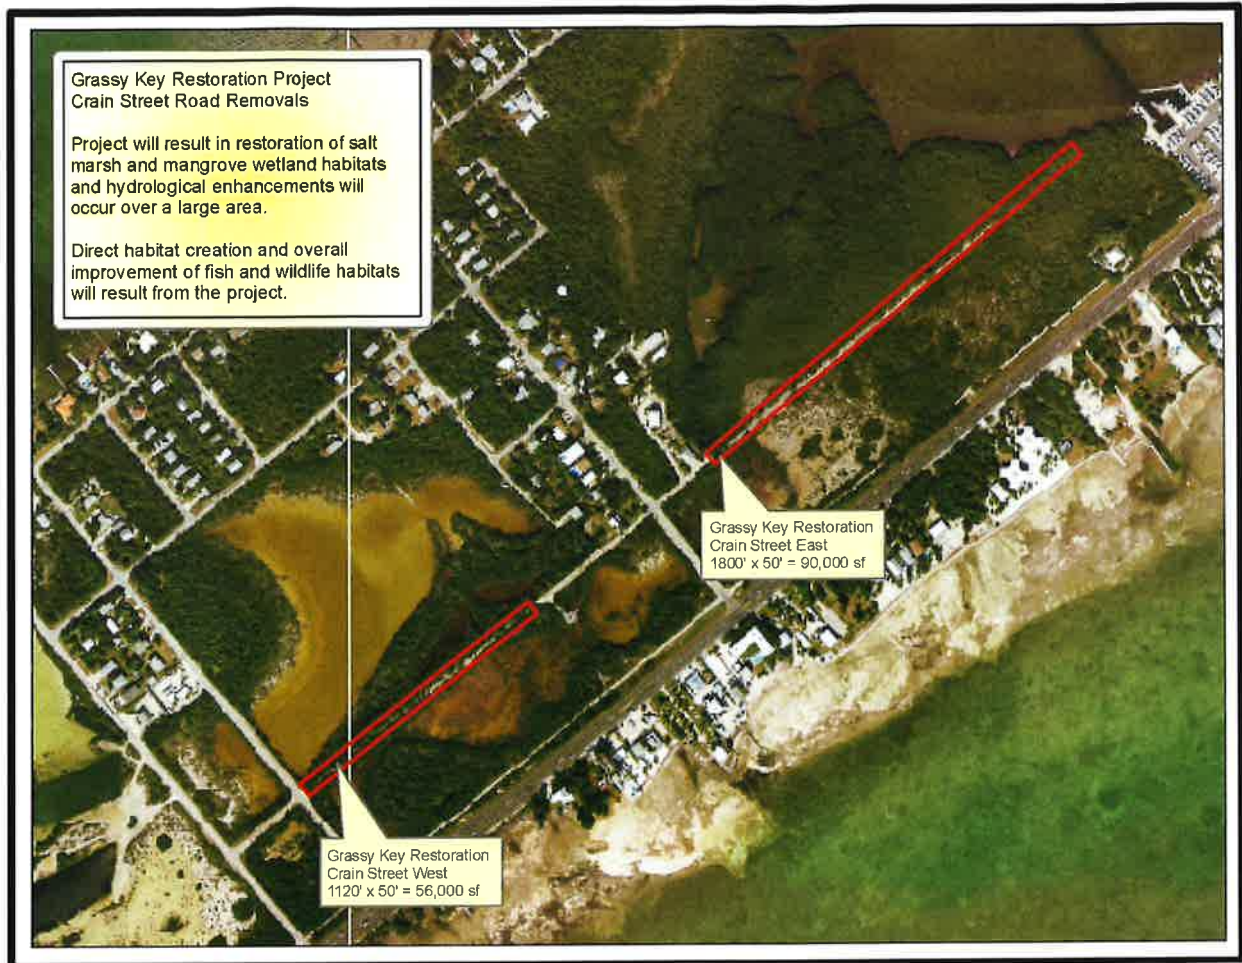 Grassy Key Restoration Project
Crain Street Road Removals
Project will result in restoration of salt
marsh and mangrove wetland habitats
and hydrological enhancements will
occur over a large area.
Direct habitat creation and overall
improvement of fish and wildlife habitats
will result from the project.
Grassy Key Restoration
Crain Street East
1800' x 50' = 90,000 sf
Grassy Key Restoration
Crain Street West
1120' x 50' = 56,000 sf